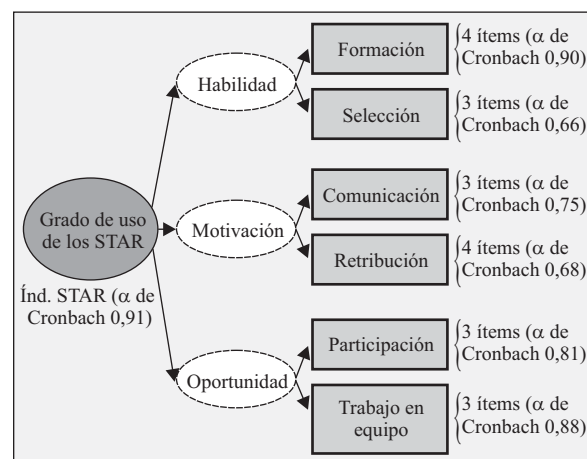 Formación
4 ítems (α de
Cronbach 0,90)
Habilidad
Selección
3 ítems (α de
Cronbach 0,66)
Grado de uso
de los STAR
Índ. STAR (α de
Cronbach 0,91)
Motivación
Comunicación
3 ítems (α de
Cronbach 0,75)
Retribución
4 ítems (α de
Cronbach 0,68)
Oportunidad
Participación
3 ítems (α de
Cronbach 0,81)
Trabajo en
equipo
3 ítems (α de
Cronbach 0,88)